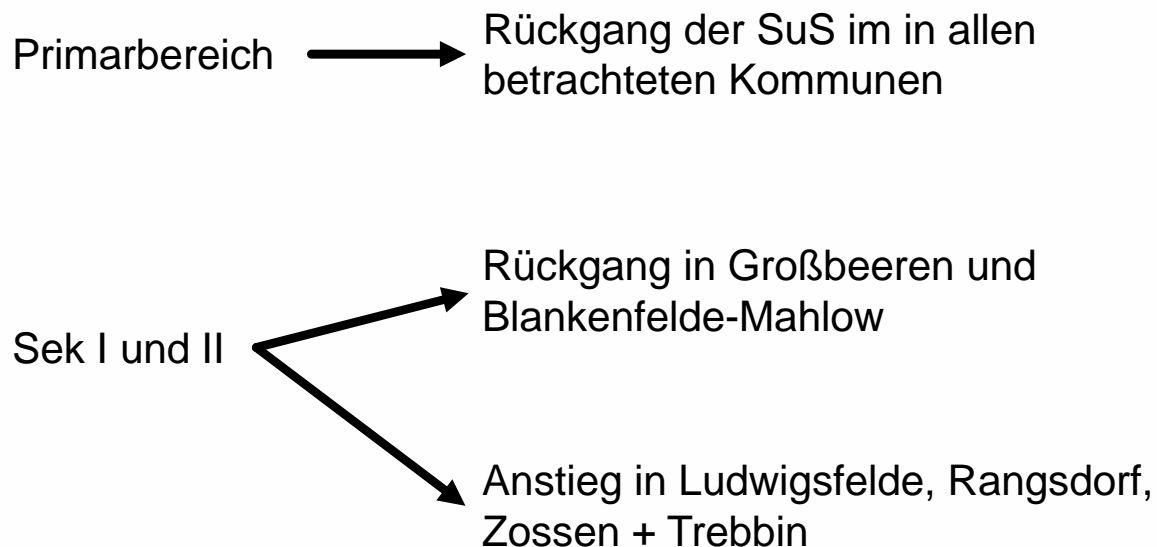 Primarbereich
Rückgang der SuS im in allen
betrachteten Kommunen
Sek I und II
Rückgang in Großbeeren und
Blankenfelde-Mahlow
Anstieg in Ludwigsfelde, Rangsdorf,
Zossen + Trebbin